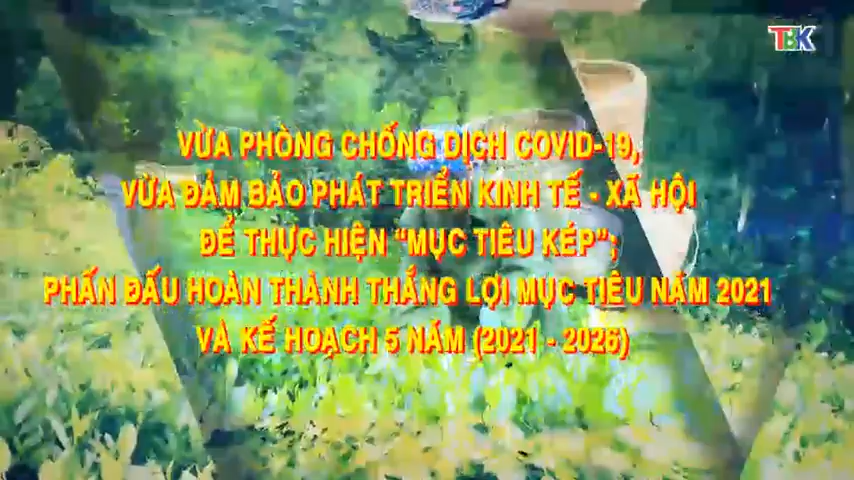 TBK
VỪA PHÒNG CHỐNG DỊCH COVID-19,
VỪA ĐẢM BẢO PHÁT TRIỂN KINH TẾ - XÃ HỘI
ĐỂ THỰC HIỆN “MỤC TIÊU KÉP”;
PHẤN ĐẤU HOÀN THÀNH THẮNG LỢI MỤC TIÊU NĂM 2021
VÀ KẾ HOẠCH 5 NĂM (2021 - 2026)